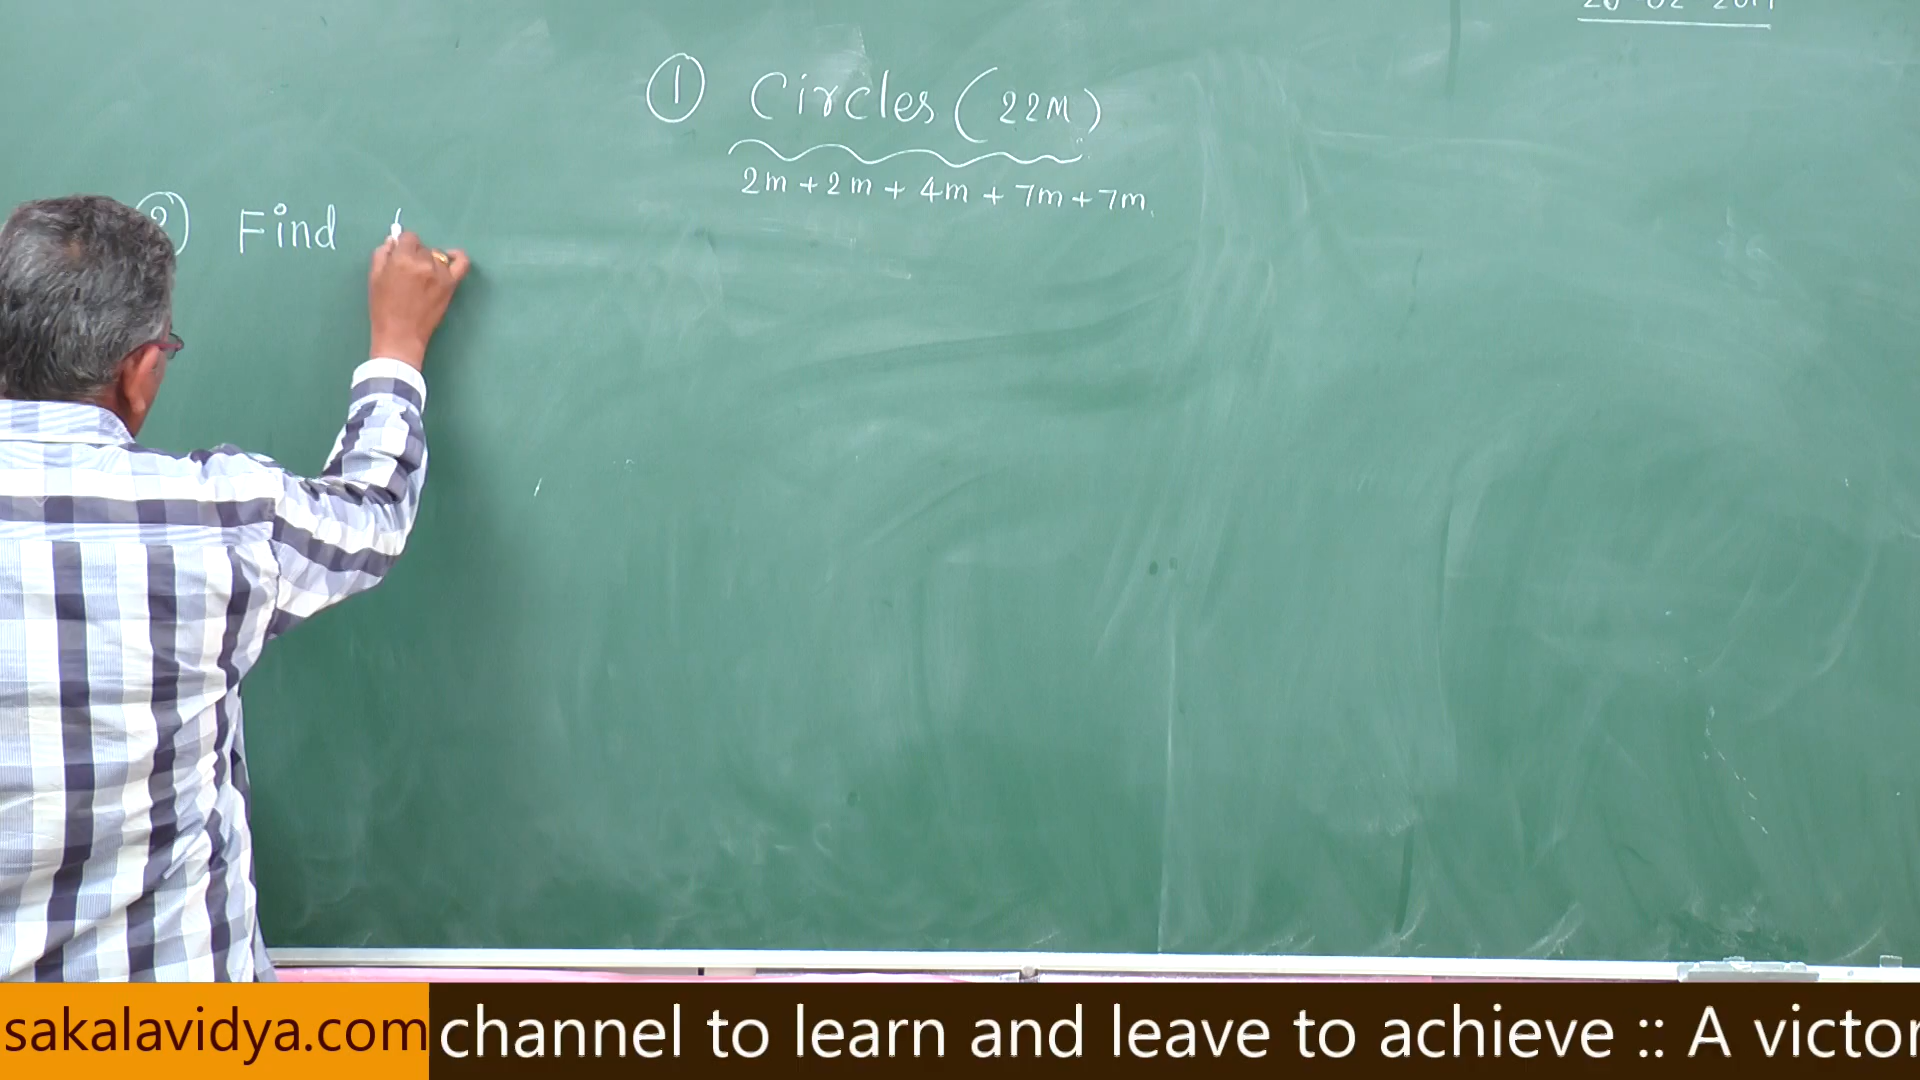 ① Circles (22M)
2m + 2m + 4m + 7m + 7m.
② Find
sakalavidya.com channel to learn and leave to achieve :: A victor